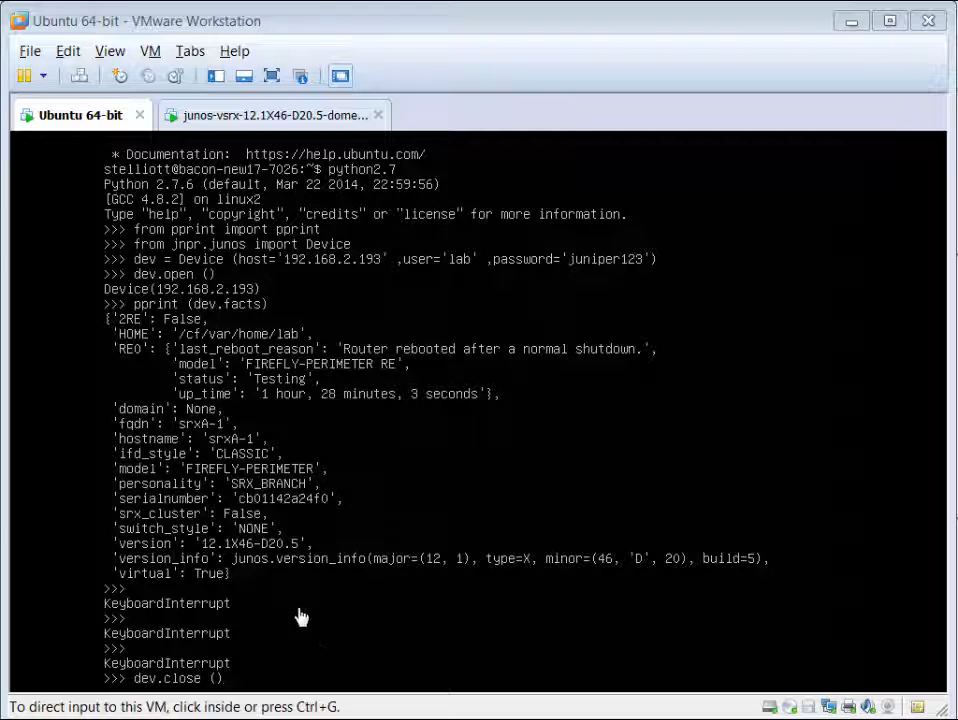 Ubuntu 64-bit - VMware Workstation
File Edit View VM Tabs Help
Ubuntu 64-bit junos-vsrx-12.1X46-D20.5-dome...
* Documentation:  https://help.ubuntu.com/
stelliott@bacon-new17-7026:~$ python2.7
Python 2.7.6 (default, Mar 22 2014, 22:59:56)
[GCC 4.8.2] on linux2
Type "help", "copyright", "credits" or "license" for more information.
>>> from pprint import pprint
>>> from jnpr.junos import Device
>>> dev = Device (host='192.168.2.193' ,user='lab' ,password='juniper123')
>>> dev.open ()
Device(192.168.2.193)
>>> pprint (dev.facts)
{'2RE': False,
'HOME': '/cf/var/home/lab',
'RE0': {'last_reboot_reason': 'Router rebooted after a normal shutdown.',
'model': 'FIREFLY-PERIMETER RE',
'status': 'Testing',
'up_time': '1 hour, 28 minutes, 3 seconds'},
'domain': None,
'fqdn': 'srxA-1',
'hostname': 'srxA-1',
'ifd_style': 'CLASSIC',
'model': 'FIREFLY-PERIMETER',
'personality': 'SRX_BRANCH',
'serialnumber': 'cb01142a24f0',
'srx_cluster': False,
'switch_style': 'NONE',
'version': '12.1X46-D20.5',
'version_info': junos.version_info(major=(12, 1), type=X, minor=(46, 'D', 20), build=5),
'virtual': True}
>>>
KeyboardInterrupt
>>>
KeyboardInterrupt
>>>
KeyboardInterrupt
>>> dev.close ()
To direct input to this VM, click inside or press Ctrl+G.